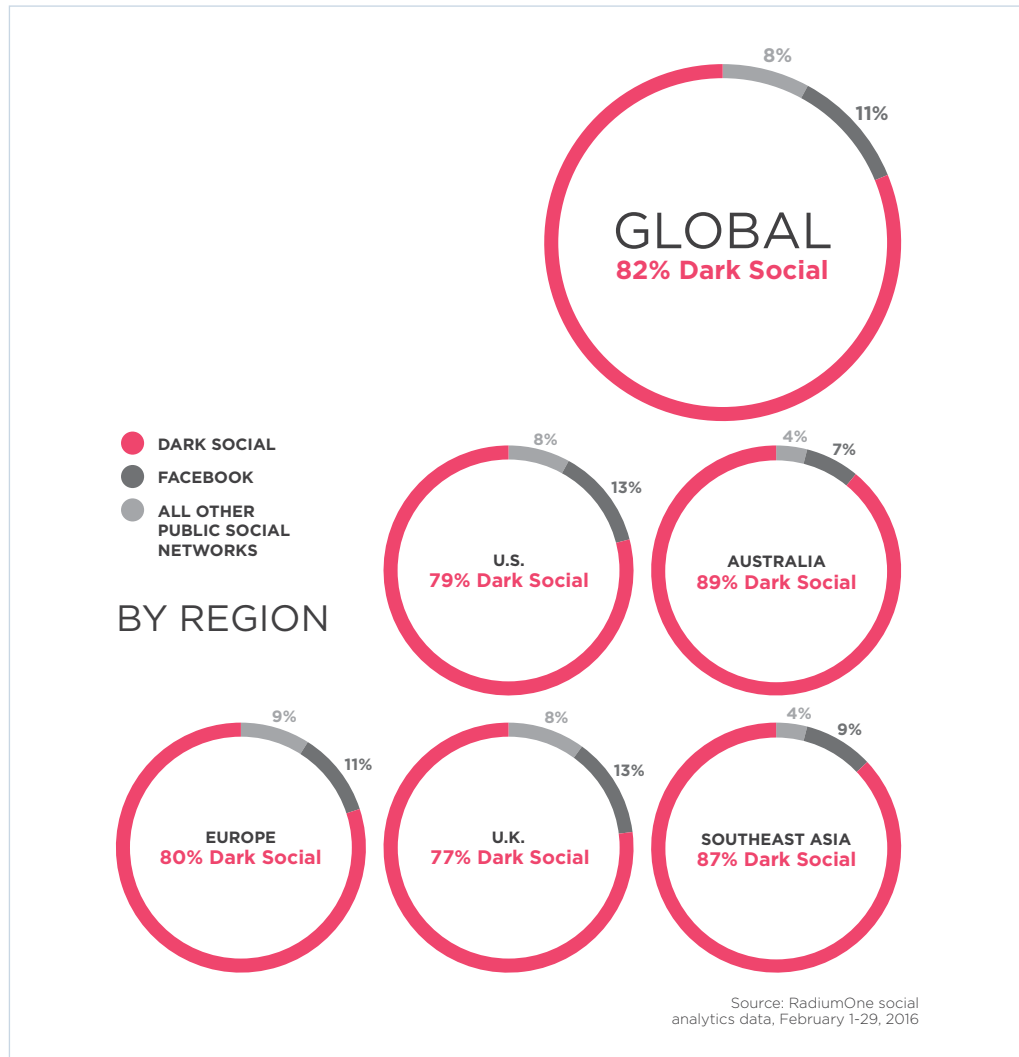 8%
11%
GLOBAL
82% Dark Social
DARK SOCIAL
FACEBOOK
ALL OTHER
PUBLIC SOCIAL
NETWORKS
BY REGION
8%
13%
U.S.
79% Dark Social
4%
7%
AUSTRALIA
89% Dark Social
9%
11%
EUROPE
80% Dark Social
8%
13%
U.K.
77% Dark Social
4%
9%
SOUTHEAST ASIA
87% Dark Social
Source: RadiumOne social
analytics data, February 1-29, 2016